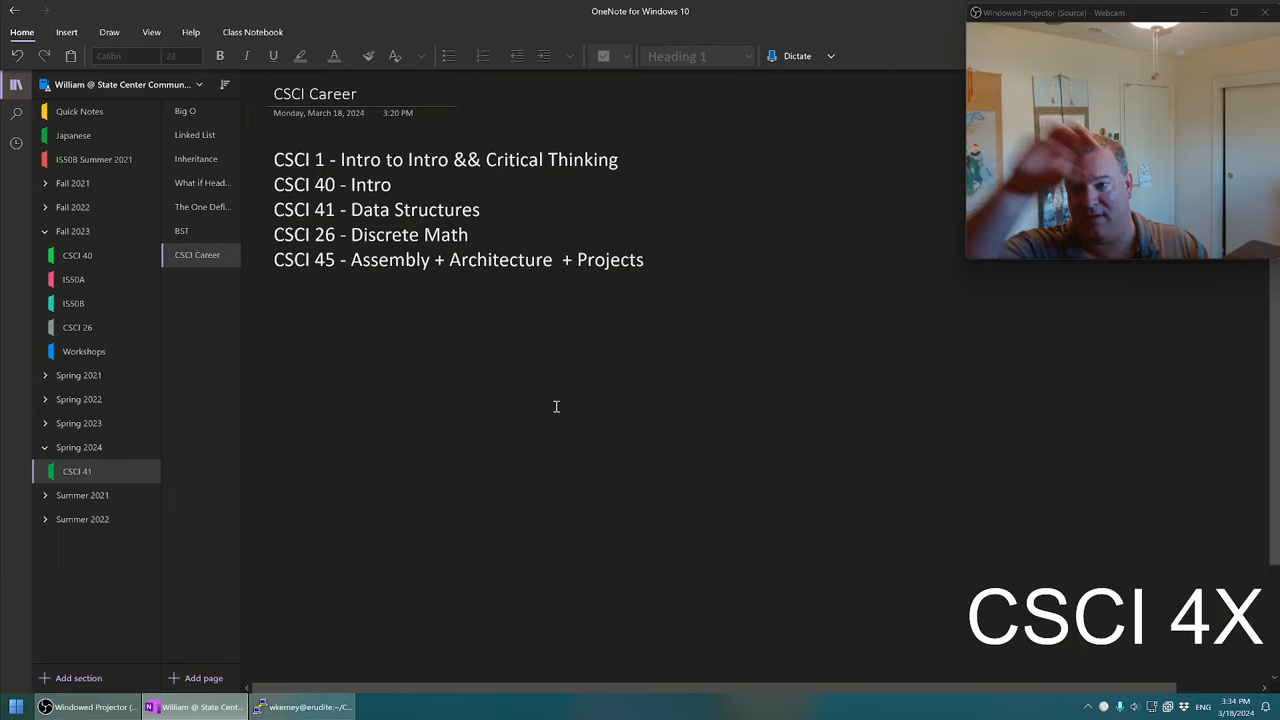 OneNote for Windows 10
Windowed Projector (Source) - Webcam
Home
Insert
Draw
View
Help
Class Notebook
Calibri
23
B
I
U
A
Heading 1
Dictate
William @ State Center Commun...
Quick Notes
Japanese
IS50B Summer 2021
Fall 2021
Fall 2022
Fall 2023
CSCI 40
IS50A
IS50B
CSCI 26
Workshops
Spring 2021
Spring 2022
Spring 2023
Spring 2024
CSCI 41
Summer 2021
Summer 2022
Add section
Big O
Linked List
Inheritance
What if Head...
The One Defi...
BST
CSCI Career
Add page
CSCI Career
Monday, March 18, 2024 3:20 PM
CSCI 1 - Intro to Intro && Critical Thinking
CSCI 40 - Intro
CSCI 41 - Data Structures
CSCI 26 - Discrete Math
CSCI 45 - Assembly + Architecture + Projects
CSCI 4X
Windowed Projector (...
William @ State Cent...
wkerney@erudite:~/C...
ENG
3:34 PM
3/18/2024